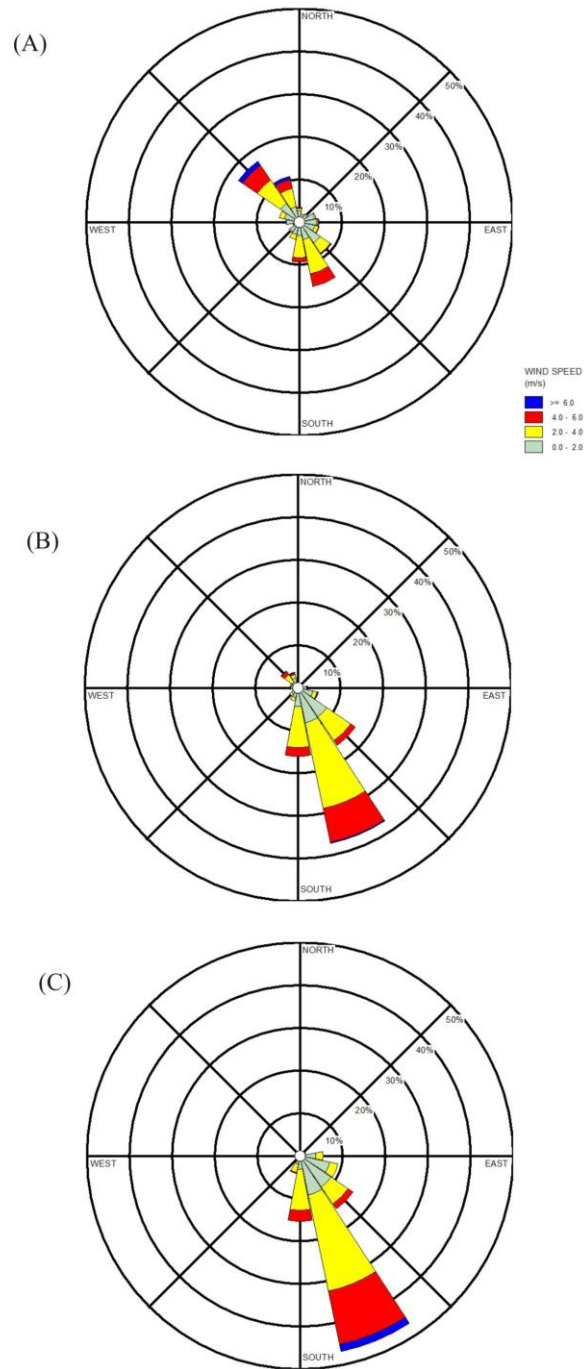 (A)
NORTH
50%
40%
30%
20%
10%
WEST
EAST
SOUTH
WIND SPEED
(m/s)
>= 6.0
4.0 - 6.0
2.0 - 4.0
0.0 - 2.0
(B)
NORTH
50%
40%
30%
20%
10%
WEST
EAST
SOUTH
(C)
NORTH
50%
40%
30%
20%
10%
WEST
EAST
SOUTH